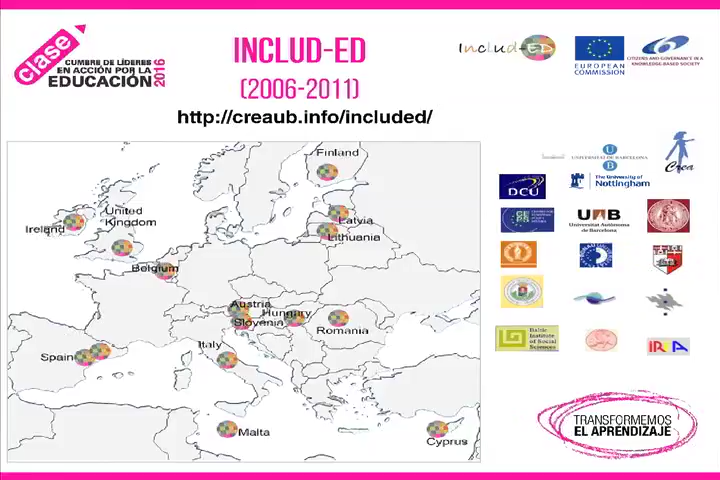 clase
CUMBRE DE LÍDERES
EN ACCIÓN POR LA
EDUCACIÓN
2016
INCLUD-ED
(2006-2011)
http://creaub.info/included/
Includ-ED
EUROPEAN
COMMISSION
6
CITIZENS AND GOVERNANCE IN A
KNOWLEDGE-BASED SOCIETY
Finland
Ireland
United
Kingdom
Latvia
Lithuania
Belgium
Austria
Hungary
Slovenia
Romania
Italy
Spain
Malta
Cyprus
UB
UNIVERSITAT DE BARCELONA
Crea
DCU
The University of
Nottingham
UAB
Universitat Autònoma
de Barcelona
Baltic
Institute of
Social
Sciences
TRANSFORMEMOS
EL APRENDIZAJE